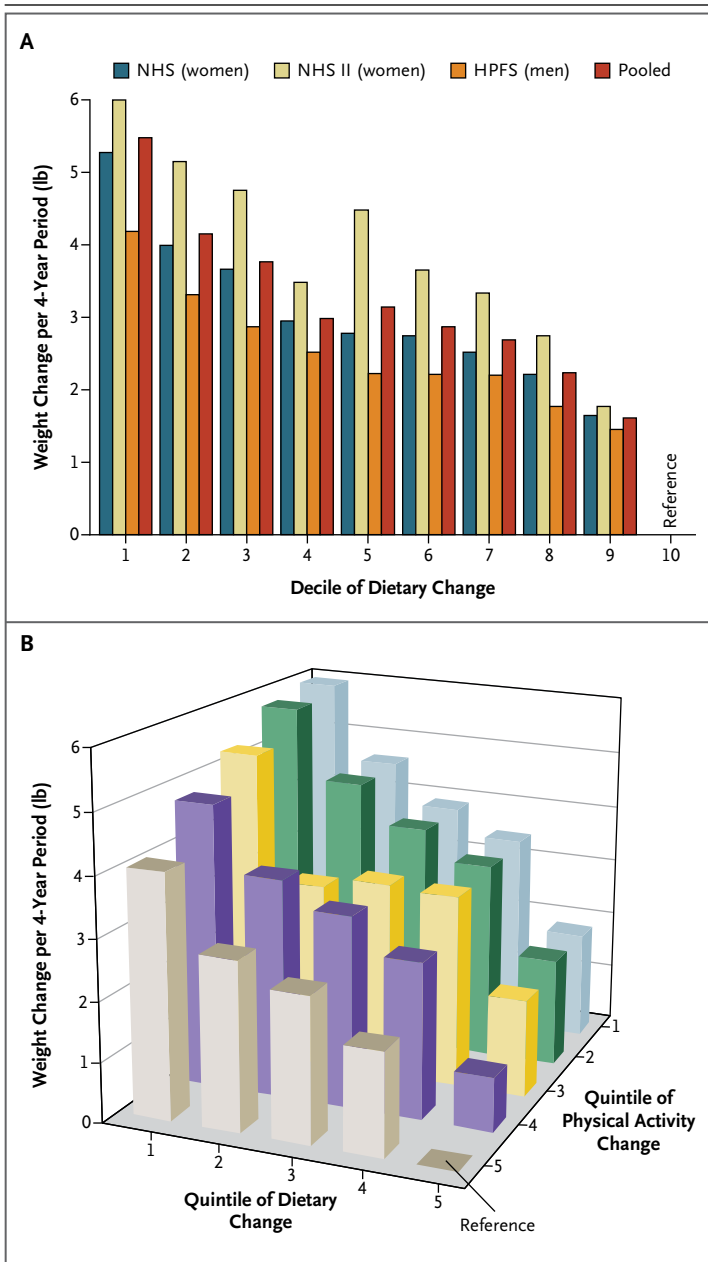 A
NHS (women) NHS II (women) HPFS (men) Pooled
Weight Change per 4-Year Period (lb)
6
5
4
3
2
1
0
Reference
1 2 3 4 5 6 7 8 9 10
Decile of Dietary Change
B
Weight Change per 4-Year Period (lb)
6
5
4
3
2
1
0
1
2
3
4
5
Quintile of
Physical Activity
Change
1 2 3 4 5
Quintile of Dietary
Change
Reference